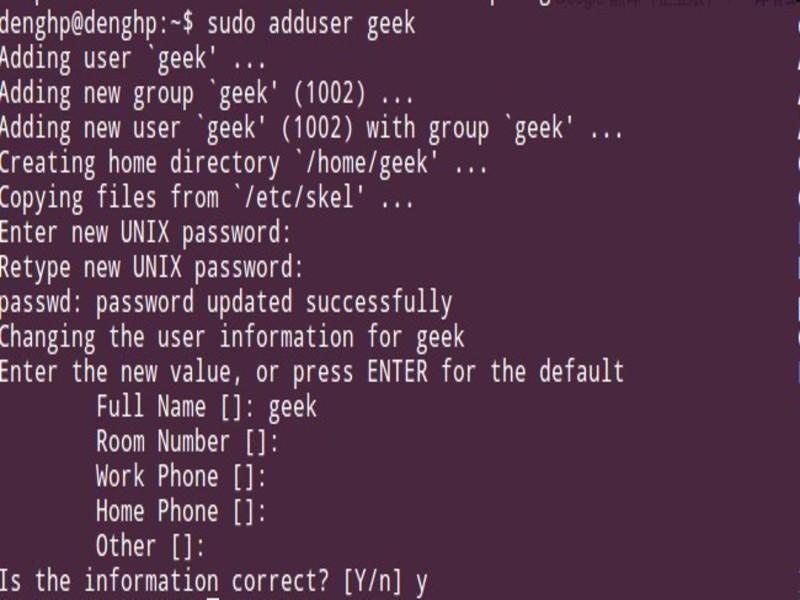 denghp@denghp:~$ sudo adduser geek
Adding user `geek' ...
Adding new group `geek' (1002) ...
Adding new user `geek' (1002) with group `geek' ...
Creating home directory `/home/geek' ...
Copying files from `/etc/skel' ...
Enter new UNIX password:
Retype new UNIX password:
passwd: password updated successfully
Changing the user information for geek
Enter the new value, or press ENTER for the default
Full Name []: geek
Room Number []:
Work Phone []:
Home Phone []:
Other []:
Is the information correct? [Y/n] y